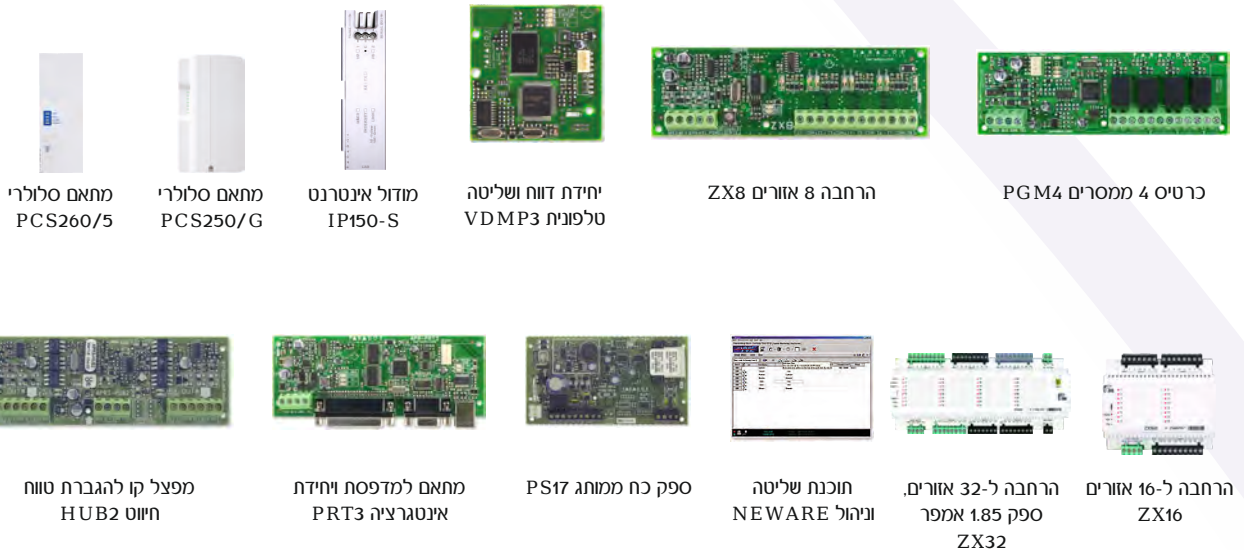 כרטיס 4 ממסרים PGM4
הרחבה 8 אזורים ZX8
יחידת דווח ושליטה
טלפונית VDMP3
מודול אינטרנט
IP150-S
מתאם סלולרי
PCS250/G
מתאם סלולרי
PCS260/5
הרחבה ל-16 אזורים
ZX16
הרחבה ל-32 אזורים,
ספק 1.85 אמפר
ZX32
תוכנת שליטה
וניהול NEWARE
ספק כח ממותג PS17
מתאם למדפסת ויחידת
אינטגרציה PRT3
מפצל קו להגברת טווח
חיווט HUB2
ZX8
PARADOX